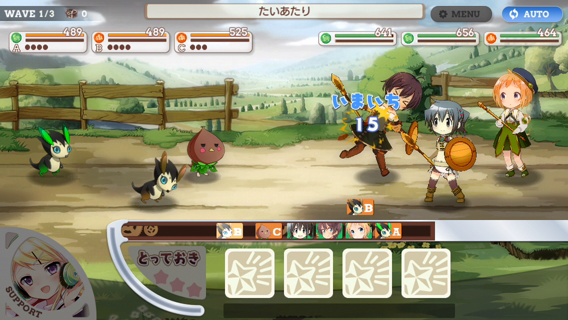 WAVE 1/3
0
たいあたり
MENU
AUTO
489
489
525
641
656
464
A
B
C
いまいち
15
B
B
C
A
とっておき
SUPPORT